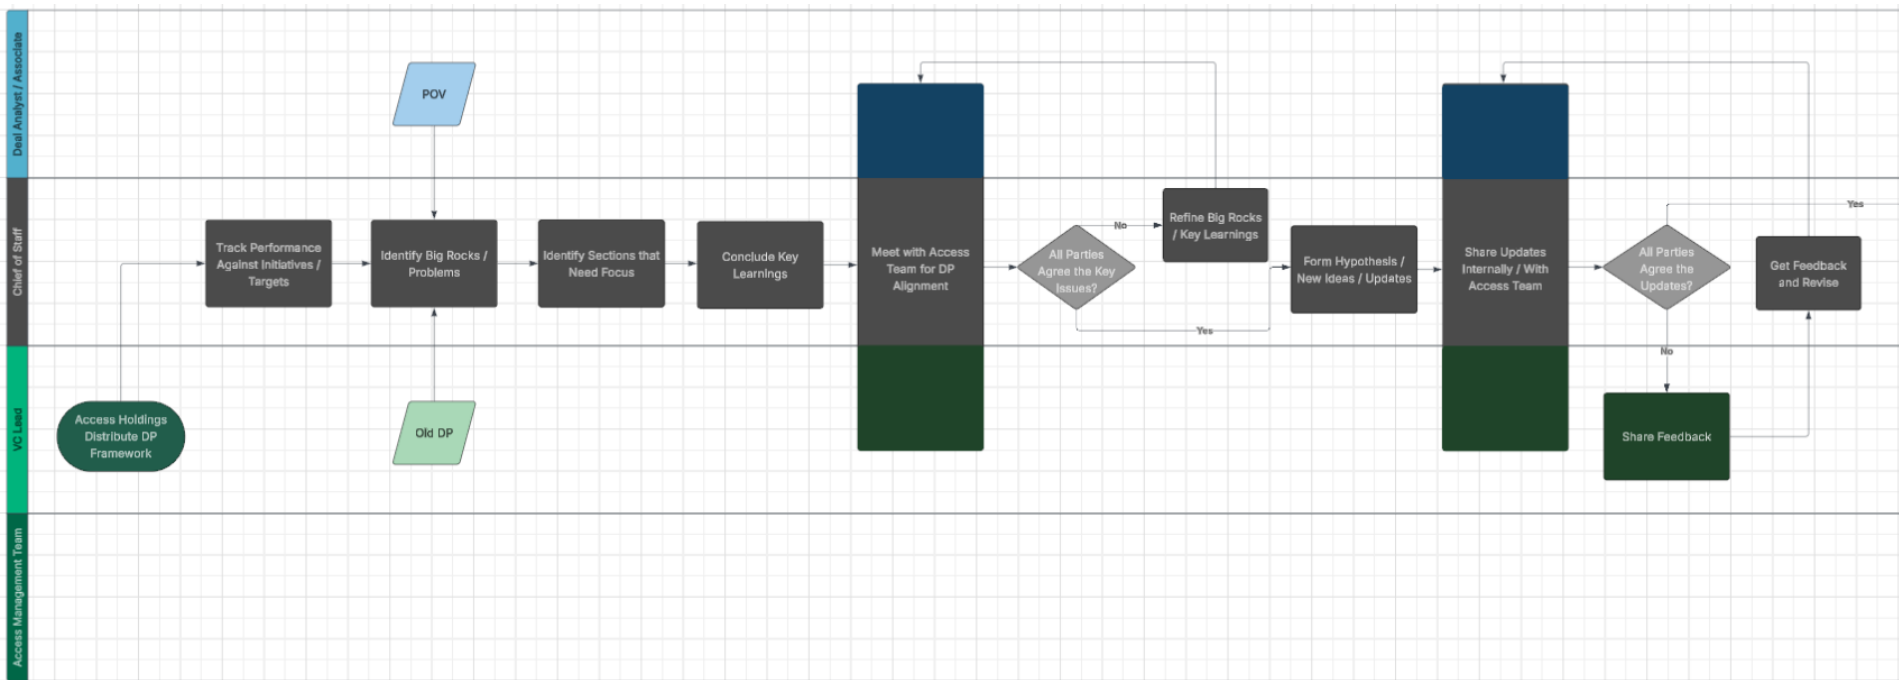 Deal Analyst / Associate
POV
Chief of Staff
Track Performance
Against Initiatives /
Targets
Identify Big Rocks /
Problems
Identify Sections that
Need Focus
Conclude Key
Learnings
Meet with Access
Team for DP
Alignment
All Parties
Agree the Key
Issues?
No
Yes
Refine Big Rocks
/ Key Learnings
Form Hypothesis /
New Ideas / Updates
Share Updates
Internally / With
Access Team
All Parties
Agree the
Updates?
Yes
No
Get Feedback
and Revise
VC Lead
Access Holdings
Distribute DP
Framework
Old DP
Share Feedback
Access Management Team